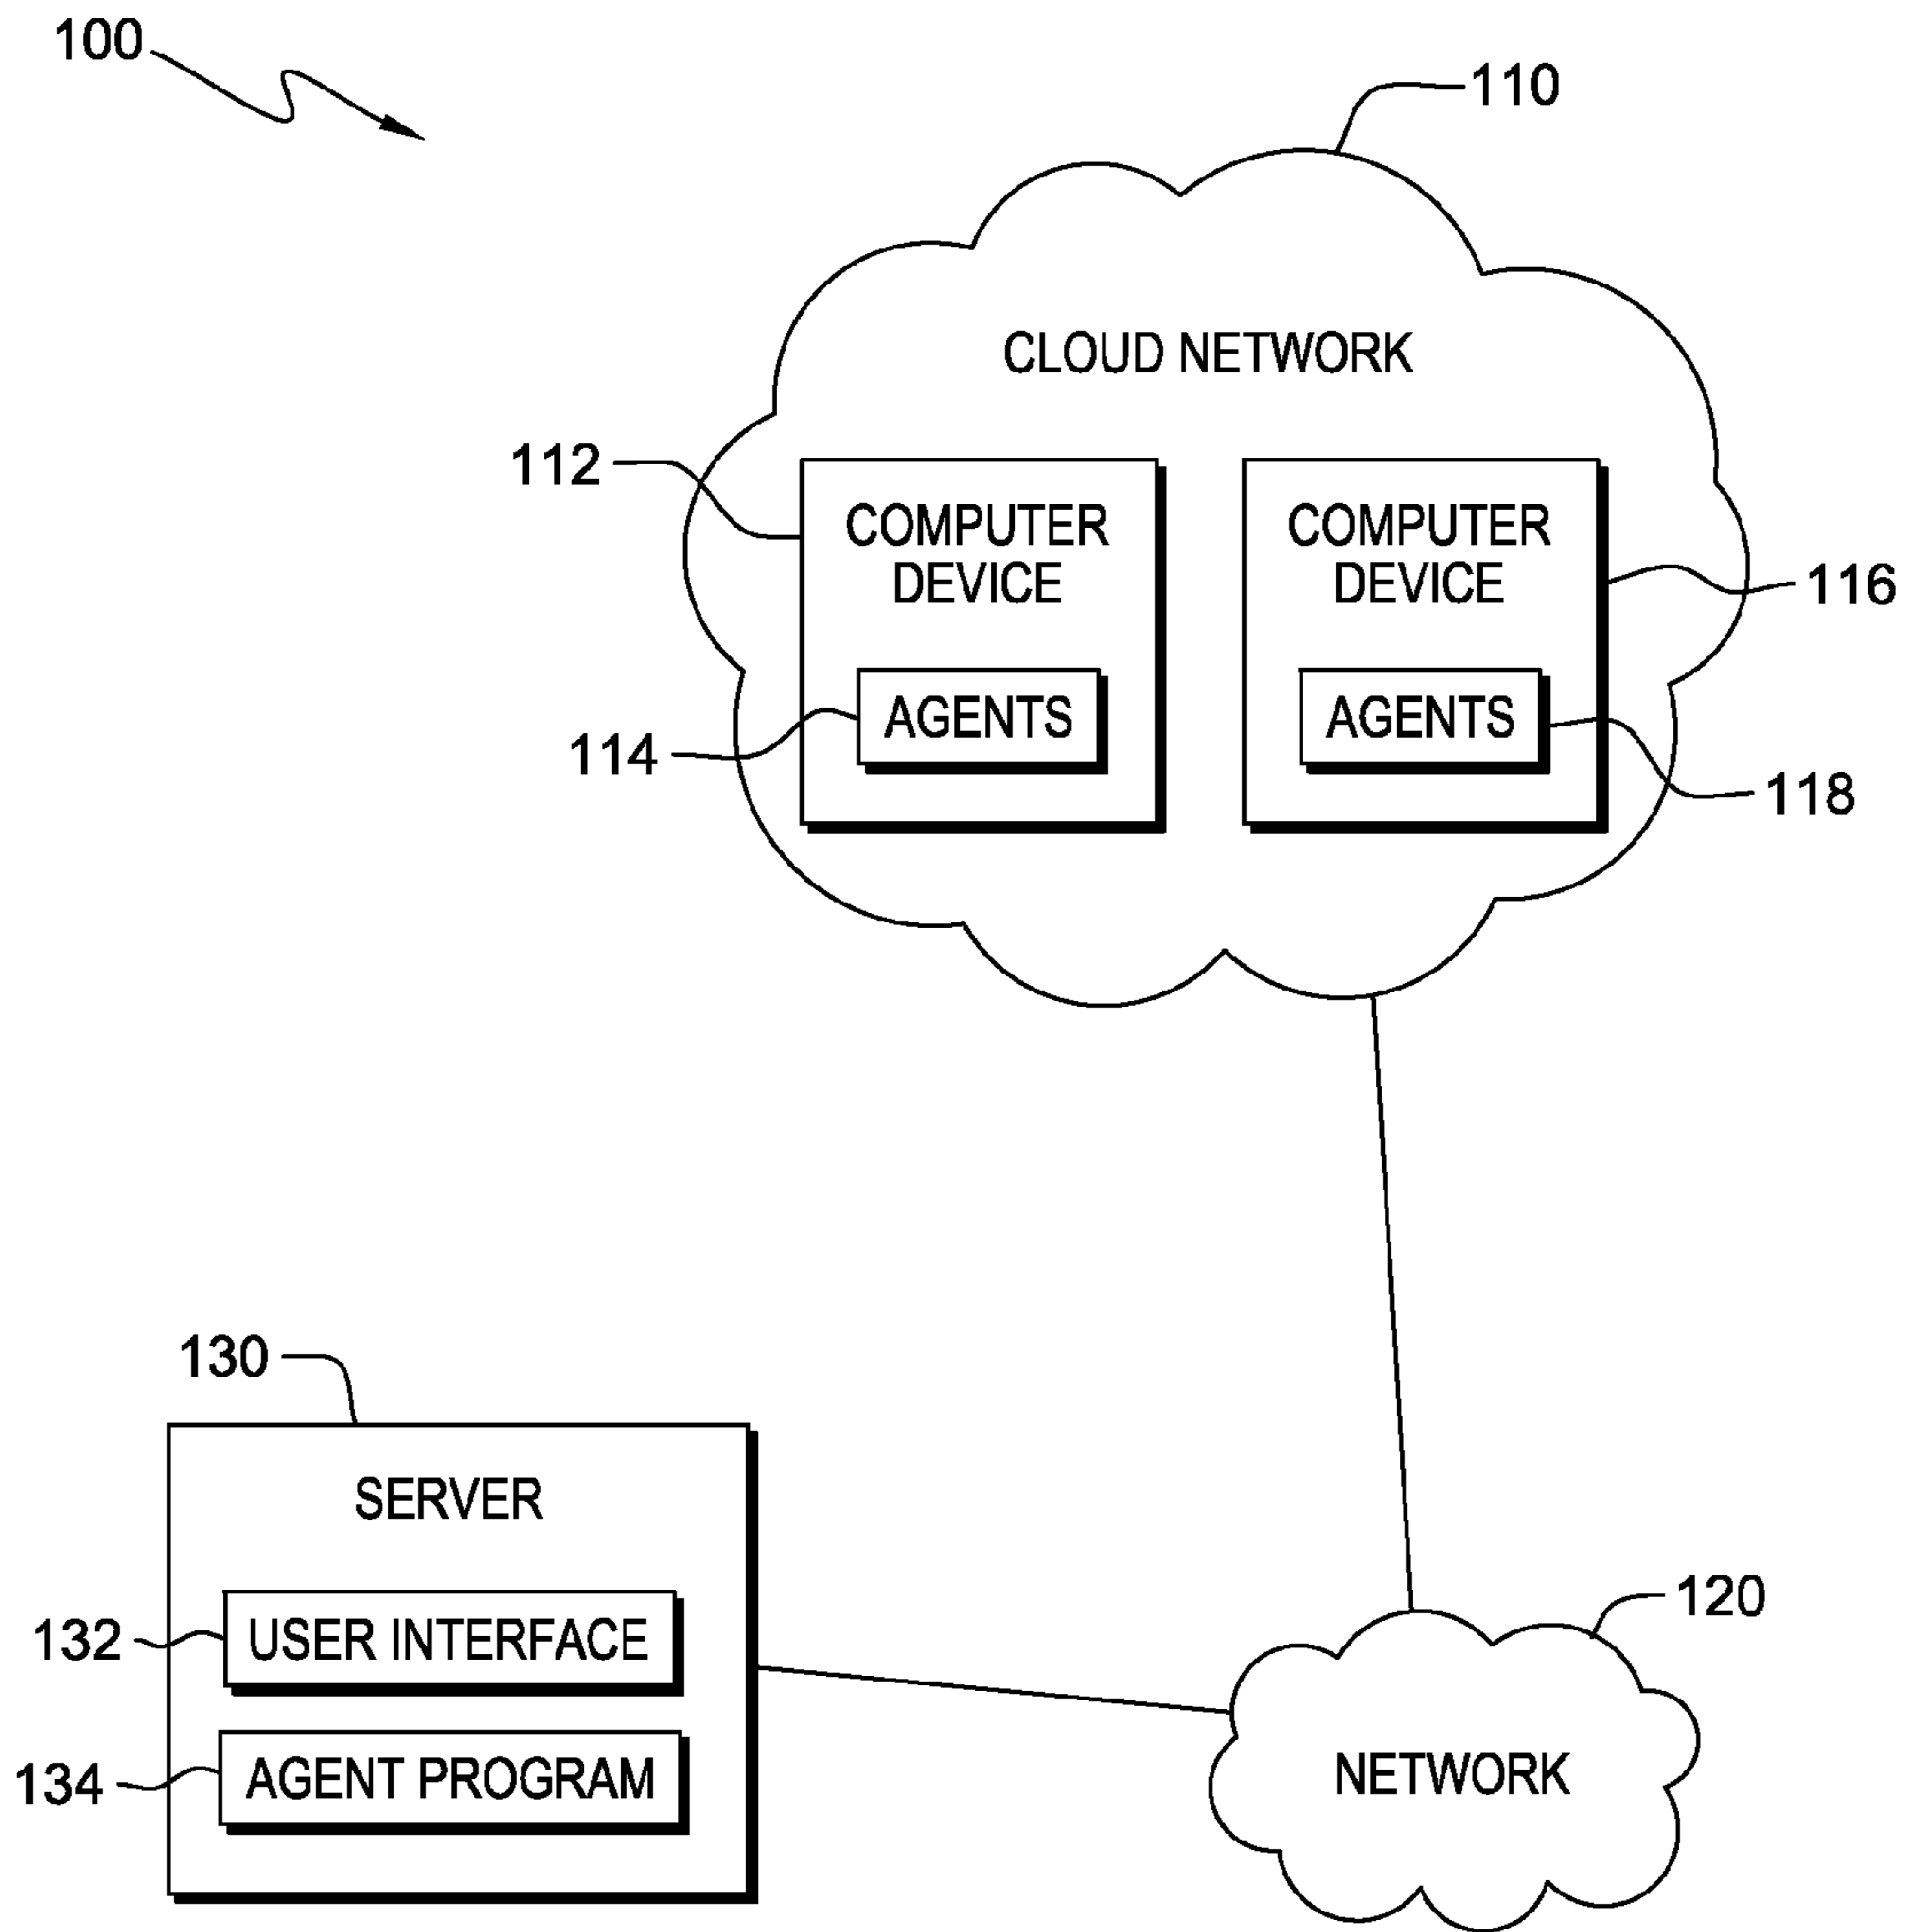 100
110
CLOUD NETWORK
112
COMPUTER
DEVICE
COMPUTER
DEVICE
116
AGENTS
AGENTS
114
118
130
SERVER
132
USER INTERFACE
120
134
AGENT PROGRAM
NETWORK